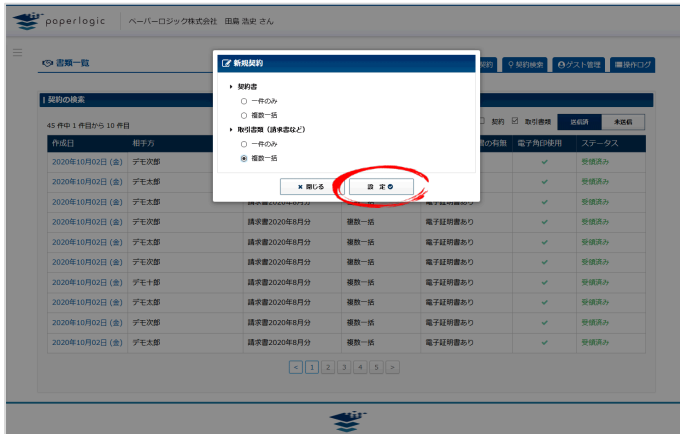 paperlogic ペーパーロジック株式会社 田島 浩史 さん
書類一覧
契約検索 ゲスト管理 操作ログ
新規契約
契約書
一件のみ
複数一括
取引書類（請求書など）
一件のみ
複数一括
× 閉じる 設 定
契約の検索
45 件中 1 件目から 10 件目
契約 取引書類 送信済 未送信
作成日 相手方 電子角印使用 ステータス
2020年10月02日 (金) デモ次郎 受領済み
2020年10月02日 (金) デモ太郎 受領済み
2020年10月02日 (金) デモ太郎 請求書2020年8月分 複数一括 電子証明書あり 受領済み
2020年10月02日 (金) デモ次郎 請求書2020年8月分 複数一括 電子証明書あり 受領済み
2020年10月02日 (金) デモ太郎 請求書2020年8月分 複数一括 電子証明書あり 受領済み
2020年10月02日 (金) デモ太郎 請求書2020年8月分 複数一括 電子証明書あり 受領済み
2020年10月02日 (金) デモ十郎 請求書2020年8月分 複数一括 電子証明書あり 受領済み
2020年10月02日 (金) デモ太郎 請求書2020年8月分 複数一括 電子証明書あり 受領済み
2020年10月02日 (金) デモ次郎 請求書2020年8月分 複数一括 電子証明書あり 受領済み
2020年10月02日 (金) デモ太郎 請求書2020年8月分 複数一括 電子証明書あり 受領済み
< 1 2 3 4 5 >